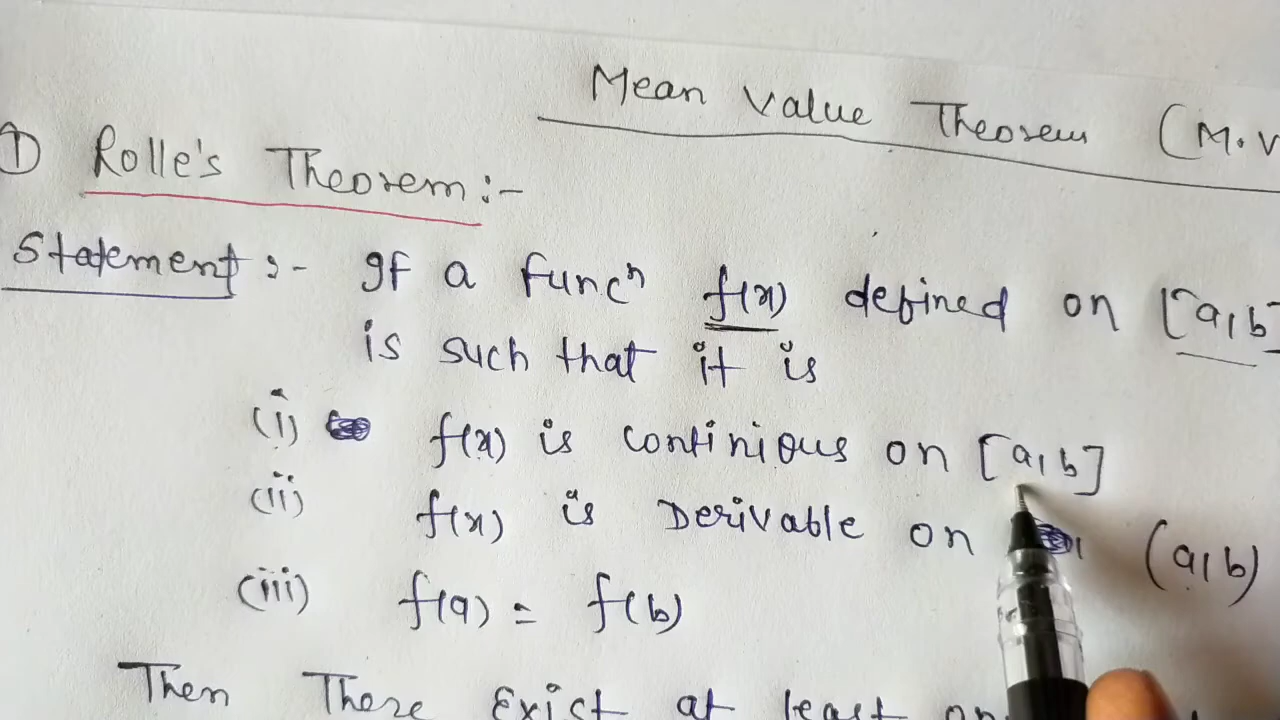 Mean Value Theorem (M.V
① Rolle's Theorem :-
Statement :- If a funcⁿ f(x) defined on [a,b]
is such that it is
(i) f(x) is continious on [a,b]
(ii) f(x) is Derivable on (a,b)
(iii) f(a) = f(b)
Then There Exist at least